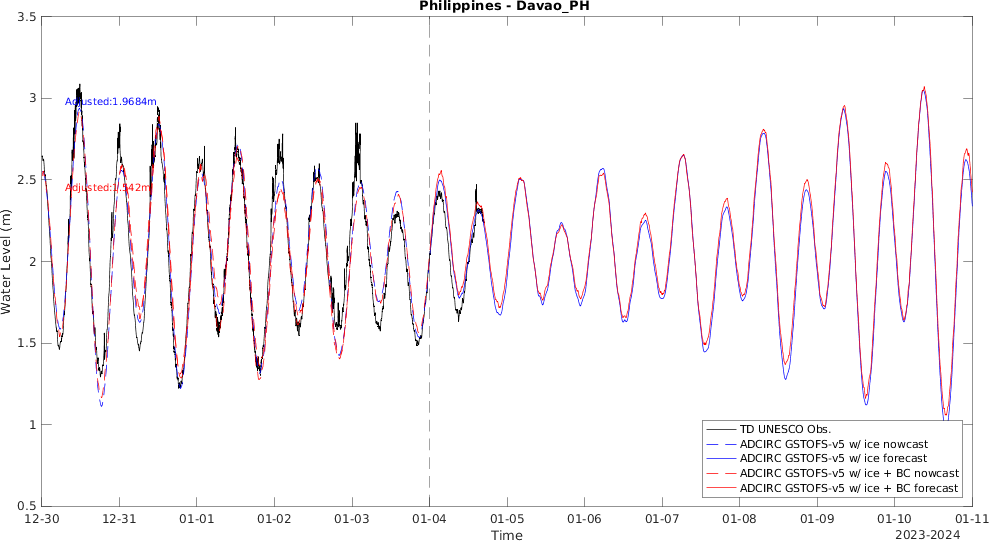 Philippines - Davao_PH
3.5
3
2.5
2
1.5
1
0.5
Water Level (m)
Adjusted:1.9684m
Adjusted:1.542m
TD UNESCO Obs.
ADCIRC GSTOFS-v5 w/ ice nowcast
ADCIRC GSTOFS-v5 w/ ice forecast
ADCIRC GSTOFS-v5 w/ ice + BC nowcast
ADCIRC GSTOFS-v5 w/ ice + BC forecast
12-30 12-31 01-01 01-02 01-03 01-04 01-05 01-06 01-07 01-08 01-09 01-10 01-11
Time
2023-2024